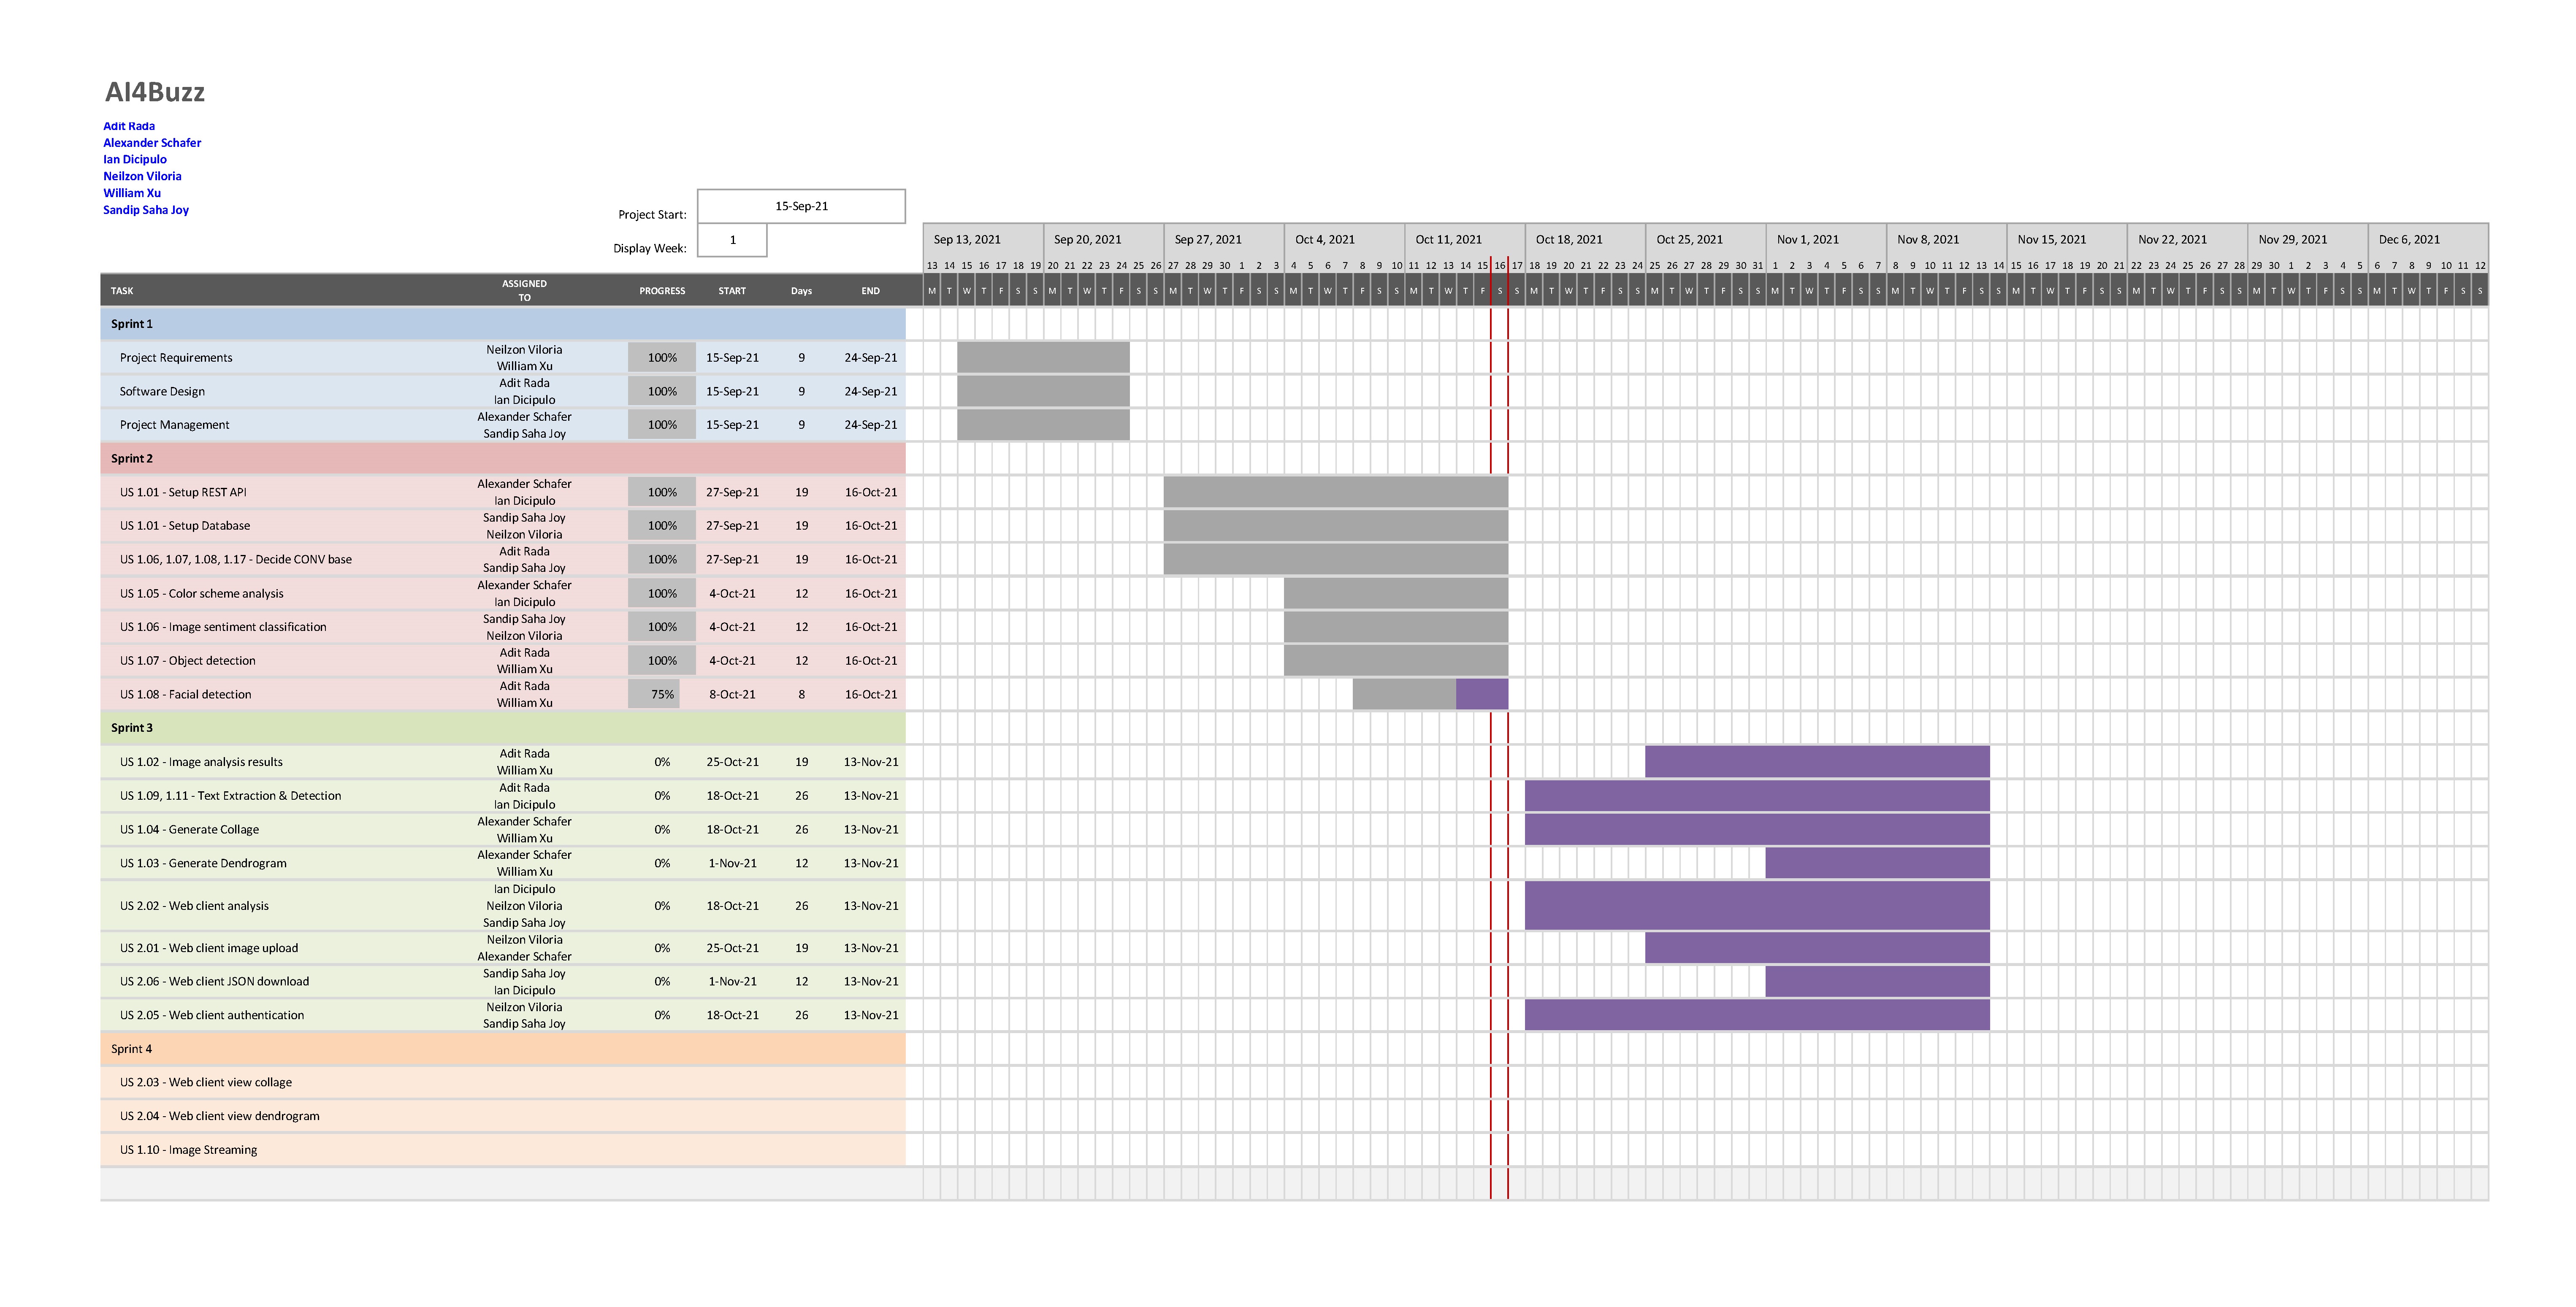 AI4Buzz
Adit Rada
Alexander Schafer
Ian Dicipulo
Neilzon Viloria
William Xu
Sandip Saha Joy
Project Start: 15-Sep-21
Display Week: 1
Sep 13, 2021 Sep 20, 2021 Sep 27, 2021 Oct 4, 2021 Oct 11, 2021 Oct 18, 2021 Oct 25, 2021 Nov 1, 2021 Nov 8, 2021 Nov 15, 2021 Nov 22, 2021 Nov 29, 2021 Dec 6, 2021
13 14 15 16 17 18 19 20 21 22 23 24 25 26 27 28 29 30 1 2 3 4 5 6 7 8 9 10 11 12 13 14 15 16 17 18 19 20 21 22 23 24 25 26 27 28 29 30 31 1 2 3 4 5 6 7 8 9 10 11 12 13 14 15 16 17 18 19 20 21 22 23 24 25 26 27 28 29 30 1 2 3 4 5 6 7 8 9 10 11 12
TASK ASSIGNED TO PROGRESS START Days END M T W T F S S M T W T F S S M T W T F S S M T W T F S S M T W T F S S M T W T F S S M T W T F S S M T W T F S S M T W T F S S M T W T F S S M T W T F S S M T W T F S S M T W T F S S
Sprint 1
Project Requirements Neilzon Viloria William Xu 100% 15-Sep-21 9 24-Sep-21
Software Design Adit Rada Ian Dicipulo 100% 15-Sep-21 9 24-Sep-21
Project Management Alexander Schafer Sandip Saha Joy 100% 15-Sep-21 9 24-Sep-21
Sprint 2
US 1.01 - Setup REST API Alexander Schafer Ian Dicipulo 100% 27-Sep-21 19 16-Oct-21
US 1.01 - Setup Database Sandip Saha Joy Neilzon Viloria 100% 27-Sep-21 19 16-Oct-21
US 1.06, 1.07, 1.08, 1.17 - Decide CONV base Adit Rada Sandip Saha Joy 100% 27-Sep-21 19 16-Oct-21
US 1.05 - Color scheme analysis Alexander Schafer Ian Dicipulo 100% 4-Oct-21 12 16-Oct-21
US 1.06 - Image sentiment classification Sandip Saha Joy Neilzon Viloria 100% 4-Oct-21 12 16-Oct-21
US 1.07 - Object detection Adit Rada William Xu 100% 4-Oct-21 12 16-Oct-21
US 1.08 - Facial detection Adit Rada William Xu 75% 8-Oct-21 8 16-Oct-21
Sprint 3
US 1.02 - Image analysis results Adit Rada William Xu 0% 25-Oct-21 19 13-Nov-21
US 1.09, 1.11 - Text Extraction & Detection Adit Rada Ian Dicipulo 0% 18-Oct-21 26 13-Nov-21
US 1.04 - Generate Collage Alexander Schafer William Xu 0% 18-Oct-21 26 13-Nov-21
US 1.03 - Generate Dendrogram Alexander Schafer William Xu 0% 1-Nov-21 12 13-Nov-21
US 2.02 - Web client analysis Ian Dicipulo Neilzon Viloria Sandip Saha Joy 0% 18-Oct-21 26 13-Nov-21
US 2.01 - Web client image upload Neilzon Viloria Alexander Schafer 0% 25-Oct-21 19 13-Nov-21
US 2.06 - Web client JSON download Sandip Saha Joy Ian Dicipulo 0% 1-Nov-21 12 13-Nov-21
US 2.05 - Web client authentication Neilzon Viloria Sandip Saha Joy 0% 18-Oct-21 26 13-Nov-21
Sprint 4
US 2.03 - Web client view collage
US 2.04 - Web client view dendrogram
US 1.10 - Image Streaming